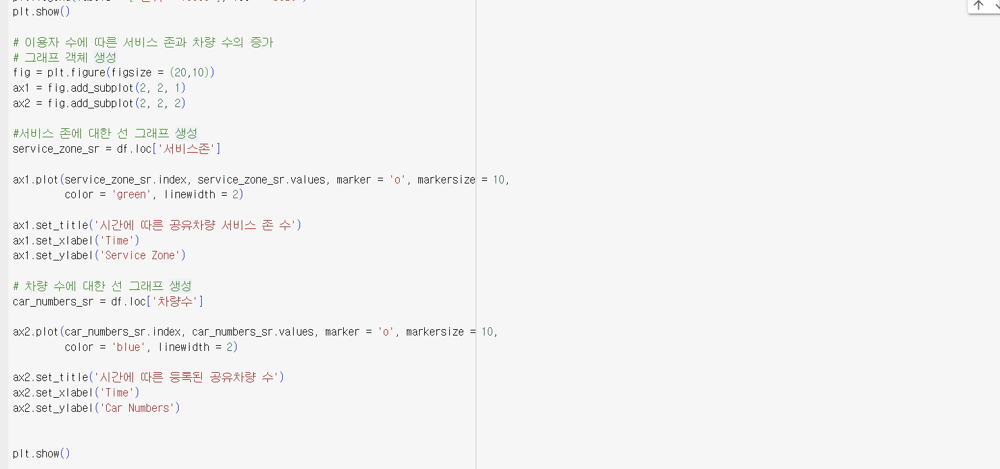 plt.show()
# 이용자 수에 따른 서비스 존과 차량 수의 증가
# 그래프 객체 생성
fig = plt.figure(figsize = (20,10))
ax1 = fig.add_subplot(2, 2, 1)
ax2 = fig.add_subplot(2, 2, 2)
#서비스 존에 대한 선 그래프 생성
service_zone_sr = df.loc['서비스존']
ax1.plot(service_zone_sr.index, service_zone_sr.values, marker = 'o', markersize = 10,
color = 'green', linewidth = 2)
ax1.set_title('시간에 따른 공유차량 서비스 존 수')
ax1.set_xlabel('Time')
ax1.set_ylabel('Service Zone')
# 차량 수에 대한 선 그래프 생성
car_numbers_sr = df.loc['차량수']
ax2.plot(car_numbers_sr.index, car_numbers_sr.values, marker = 'o', markersize = 10,
color = 'blue', linewidth = 2)
ax2.set_title('시간에 따른 등록된 공유차량 수')
ax2.set_xlabel('Time')
ax2.set_ylabel('Car Numbers')
plt.show()